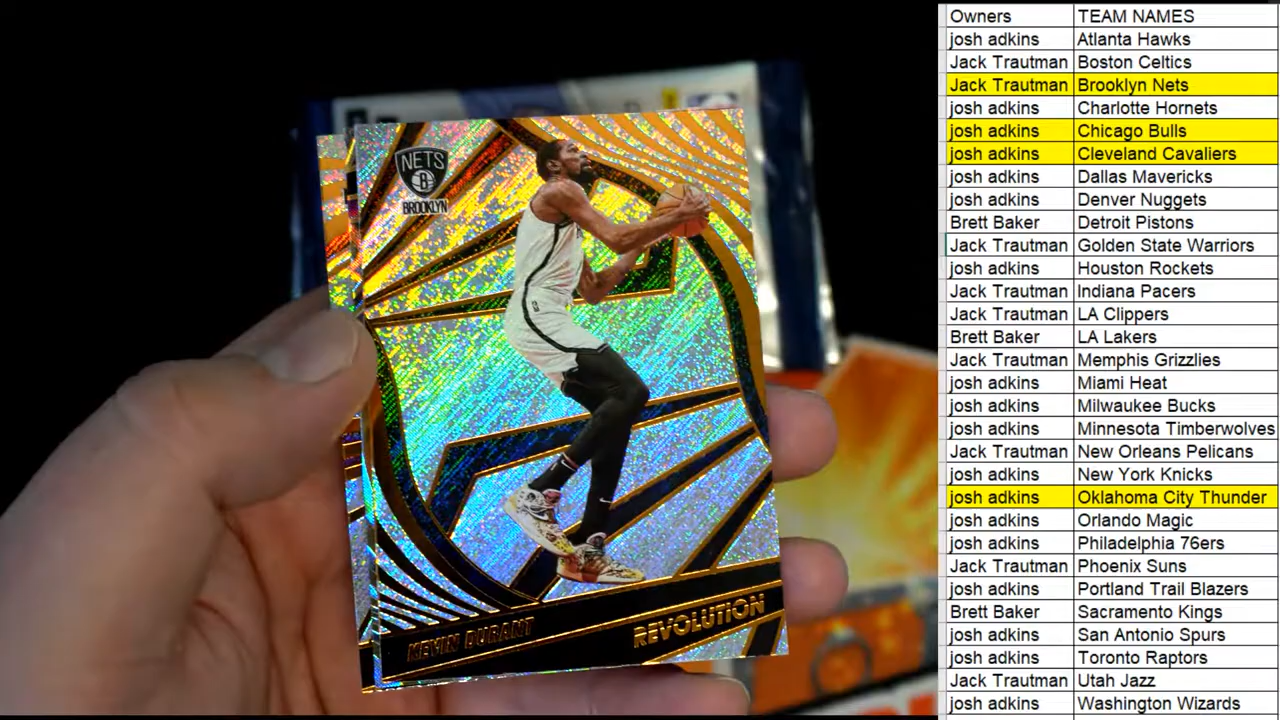 NETS
B
BROOKLYN
KEVIN DURANT
REVOLUTION
Owners TEAM NAMES
josh adkins Atlanta Hawks
Jack Trautman Boston Celtics
Jack Trautman Brooklyn Nets
josh adkins Charlotte Hornets
josh adkins Chicago Bulls
josh adkins Cleveland Cavaliers
josh adkins Dallas Mavericks
josh adkins Denver Nuggets
Brett Baker Detroit Pistons
Jack Trautman Golden State Warriors
josh adkins Houston Rockets
Jack Trautman Indiana Pacers
Jack Trautman LA Clippers
Brett Baker LA Lakers
Jack Trautman Memphis Grizzlies
josh adkins Miami Heat
josh adkins Milwaukee Bucks
josh adkins Minnesota Timberwolves
Jack Trautman New Orleans Pelicans
josh adkins New York Knicks
josh adkins Oklahoma City Thunder
josh adkins Orlando Magic
josh adkins Philadelphia 76ers
Jack Trautman Phoenix Suns
josh adkins Portland Trail Blazers
Brett Baker Sacramento Kings
josh adkins San Antonio Spurs
josh adkins Toronto Raptors
Jack Trautman Utah Jazz
josh adkins Washington Wizards